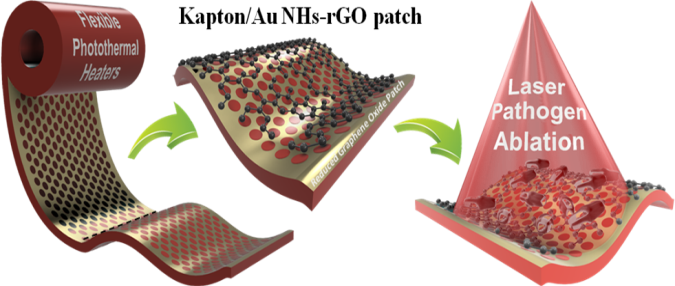 Flexible
Photothermal
Heaters
Kapton/Au NHs-rGO patch
Reduced Graphene Oxide Patch
Laser
Pathogen
Ablation